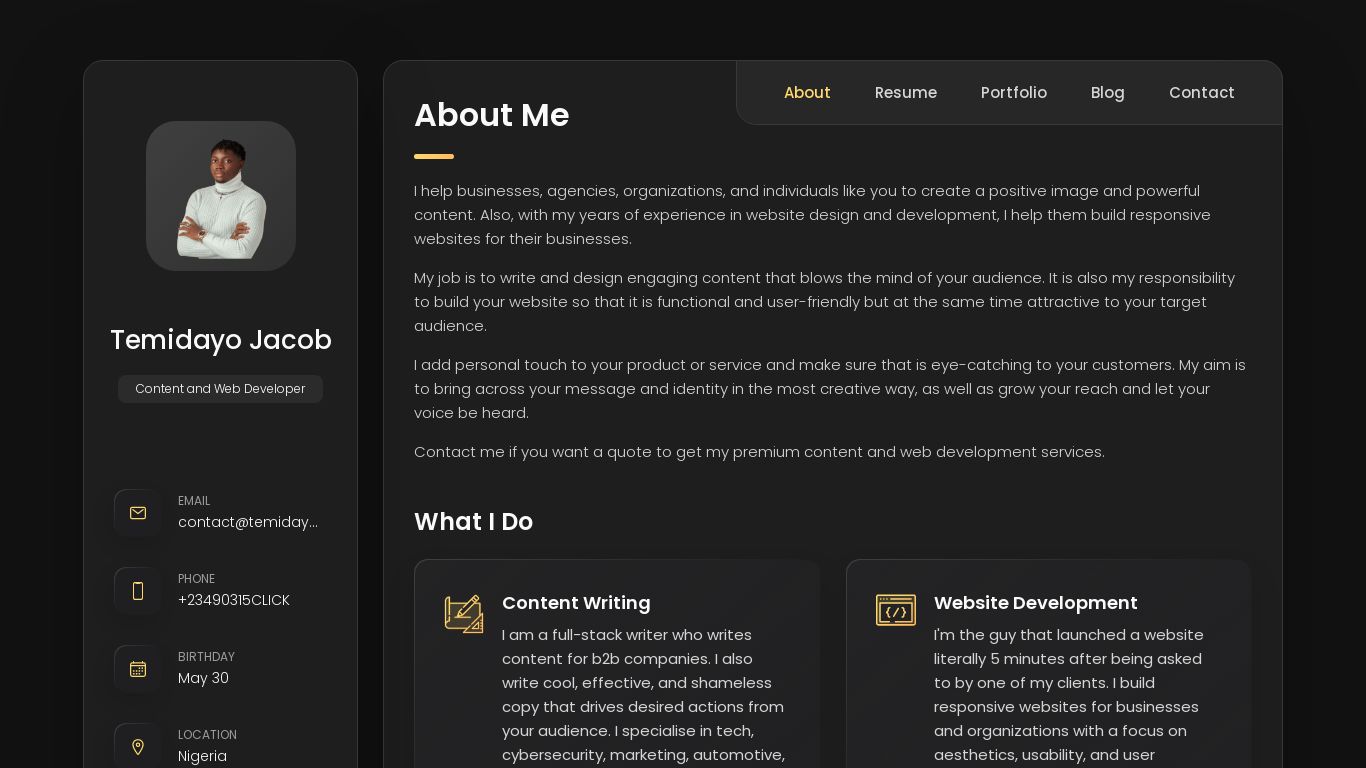 Temidayo Jacob
Content and Web Developer
EMAIL
contact@temiday...
PHONE
+23490315CLICK
BIRTHDAY
May 30
LOCATION
Nigeria
About Resume Portfolio Blog Contact
About Me
I help businesses, agencies, organizations, and individuals like you to create a positive image and powerful
content. Also, with my years of experience in website design and development, I help them build responsive
websites for their businesses.
My job is to write and design engaging content that blows the mind of your audience. It is also my responsibility
to build your website so that it is functional and user-friendly but at the same time attractive to your target
audience.
I add personal touch to your product or service and make sure that is eye-catching to your customers. My aim is
to bring across your message and identity in the most creative way, as well as grow your reach and let your
voice be heard.
Contact me if you want a quote to get my premium content and web development services.
What I Do
Content Writing
I am a full-stack writer who writes
content for b2b companies. I also
write cool, effective, and shameless
copy that drives desired actions from
your audience. I specialise in tech,
cybersecurity, marketing, automotive,
Website Development
I'm the guy that launched a website
literally 5 minutes after being asked
to by one of my clients. I build
responsive websites for businesses
and organizations with a focus on
aesthetics, usability, and user